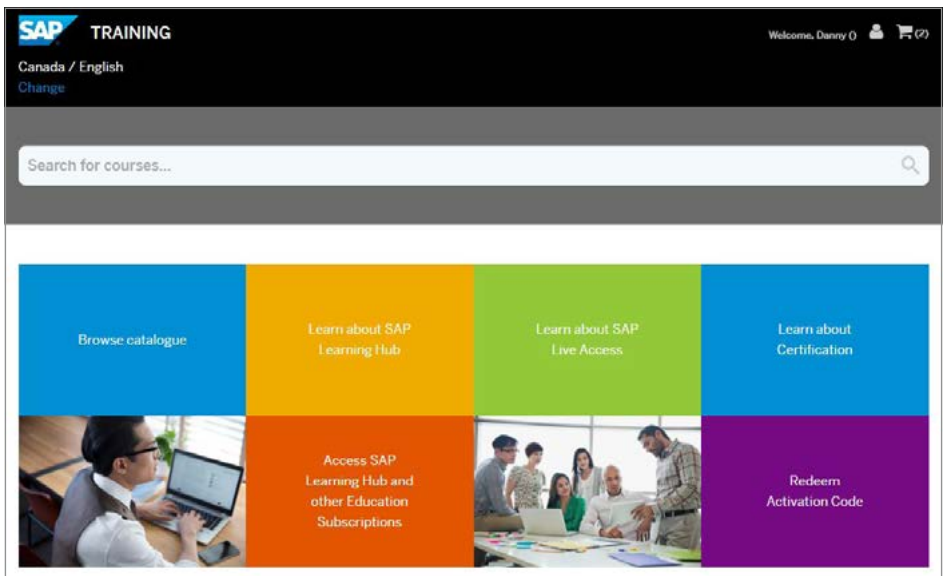 SAP TRAINING
Welcome, Danny () (2)
Canada / English
Change
Search for courses...
Browse catalogue
Learn about SAP
Learning Hub
Learn about SAP
Live Access
Learn about
Certification
Access SAP
Learning Hub and
other Education
Subscriptions
Redeem
Activation Code